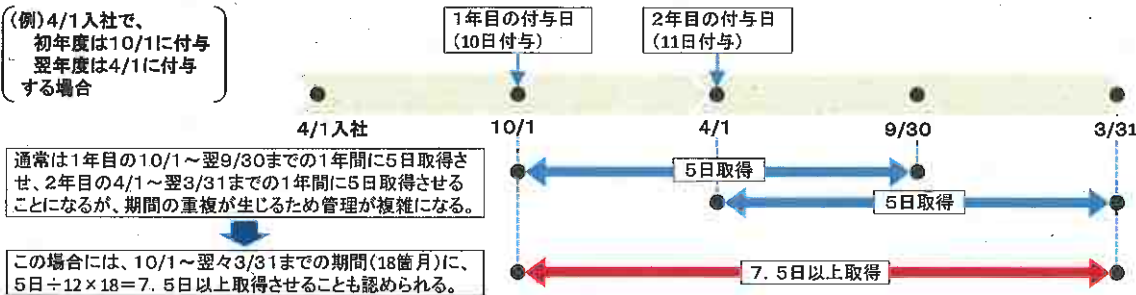 (例)4/1入社で、
初年度は10/1に付与
翌年度は4/1に付与
する場合
1年目の付与日
(10日付与)
2年目の付与日
(11日付与)
4/1入社
10/1
4/1
9/30
3/31
通常は1年目の10/1～翌9/30までの1年間に5日取得さ
せ、2年目の4/1～翌3/31までの1年間に5日取得させる
ことになるが、期間の重複が生じるため管理が複雑になる。
5日取得
5日取得
この場合には、10/1～翌々3/31までの期間(18箇月)に、
5日÷12×18=7.5日以上取得させることも認められる。
7.5日以上取得